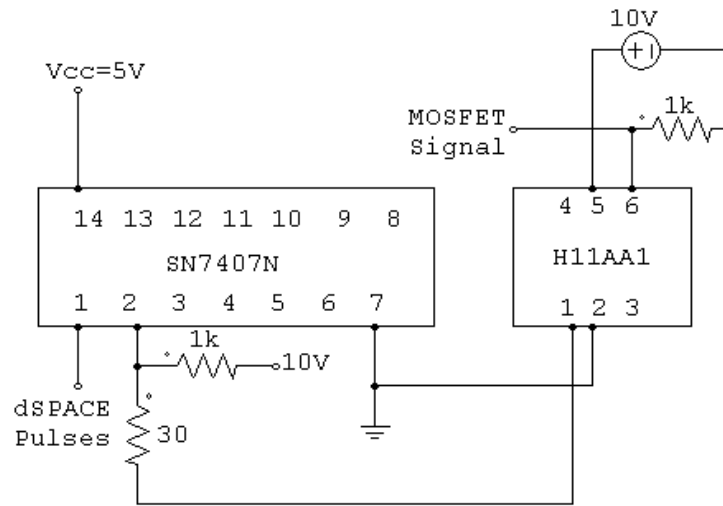 10V
+
Vcc=5V
1k
MOSFET
Signal
14 13 12 11 10 9 8
4 5 6
SN7407N
H11AA1
1 2 3 4 5 6 7
1 2 3
1k
10V
dSPACE
Pulses
30